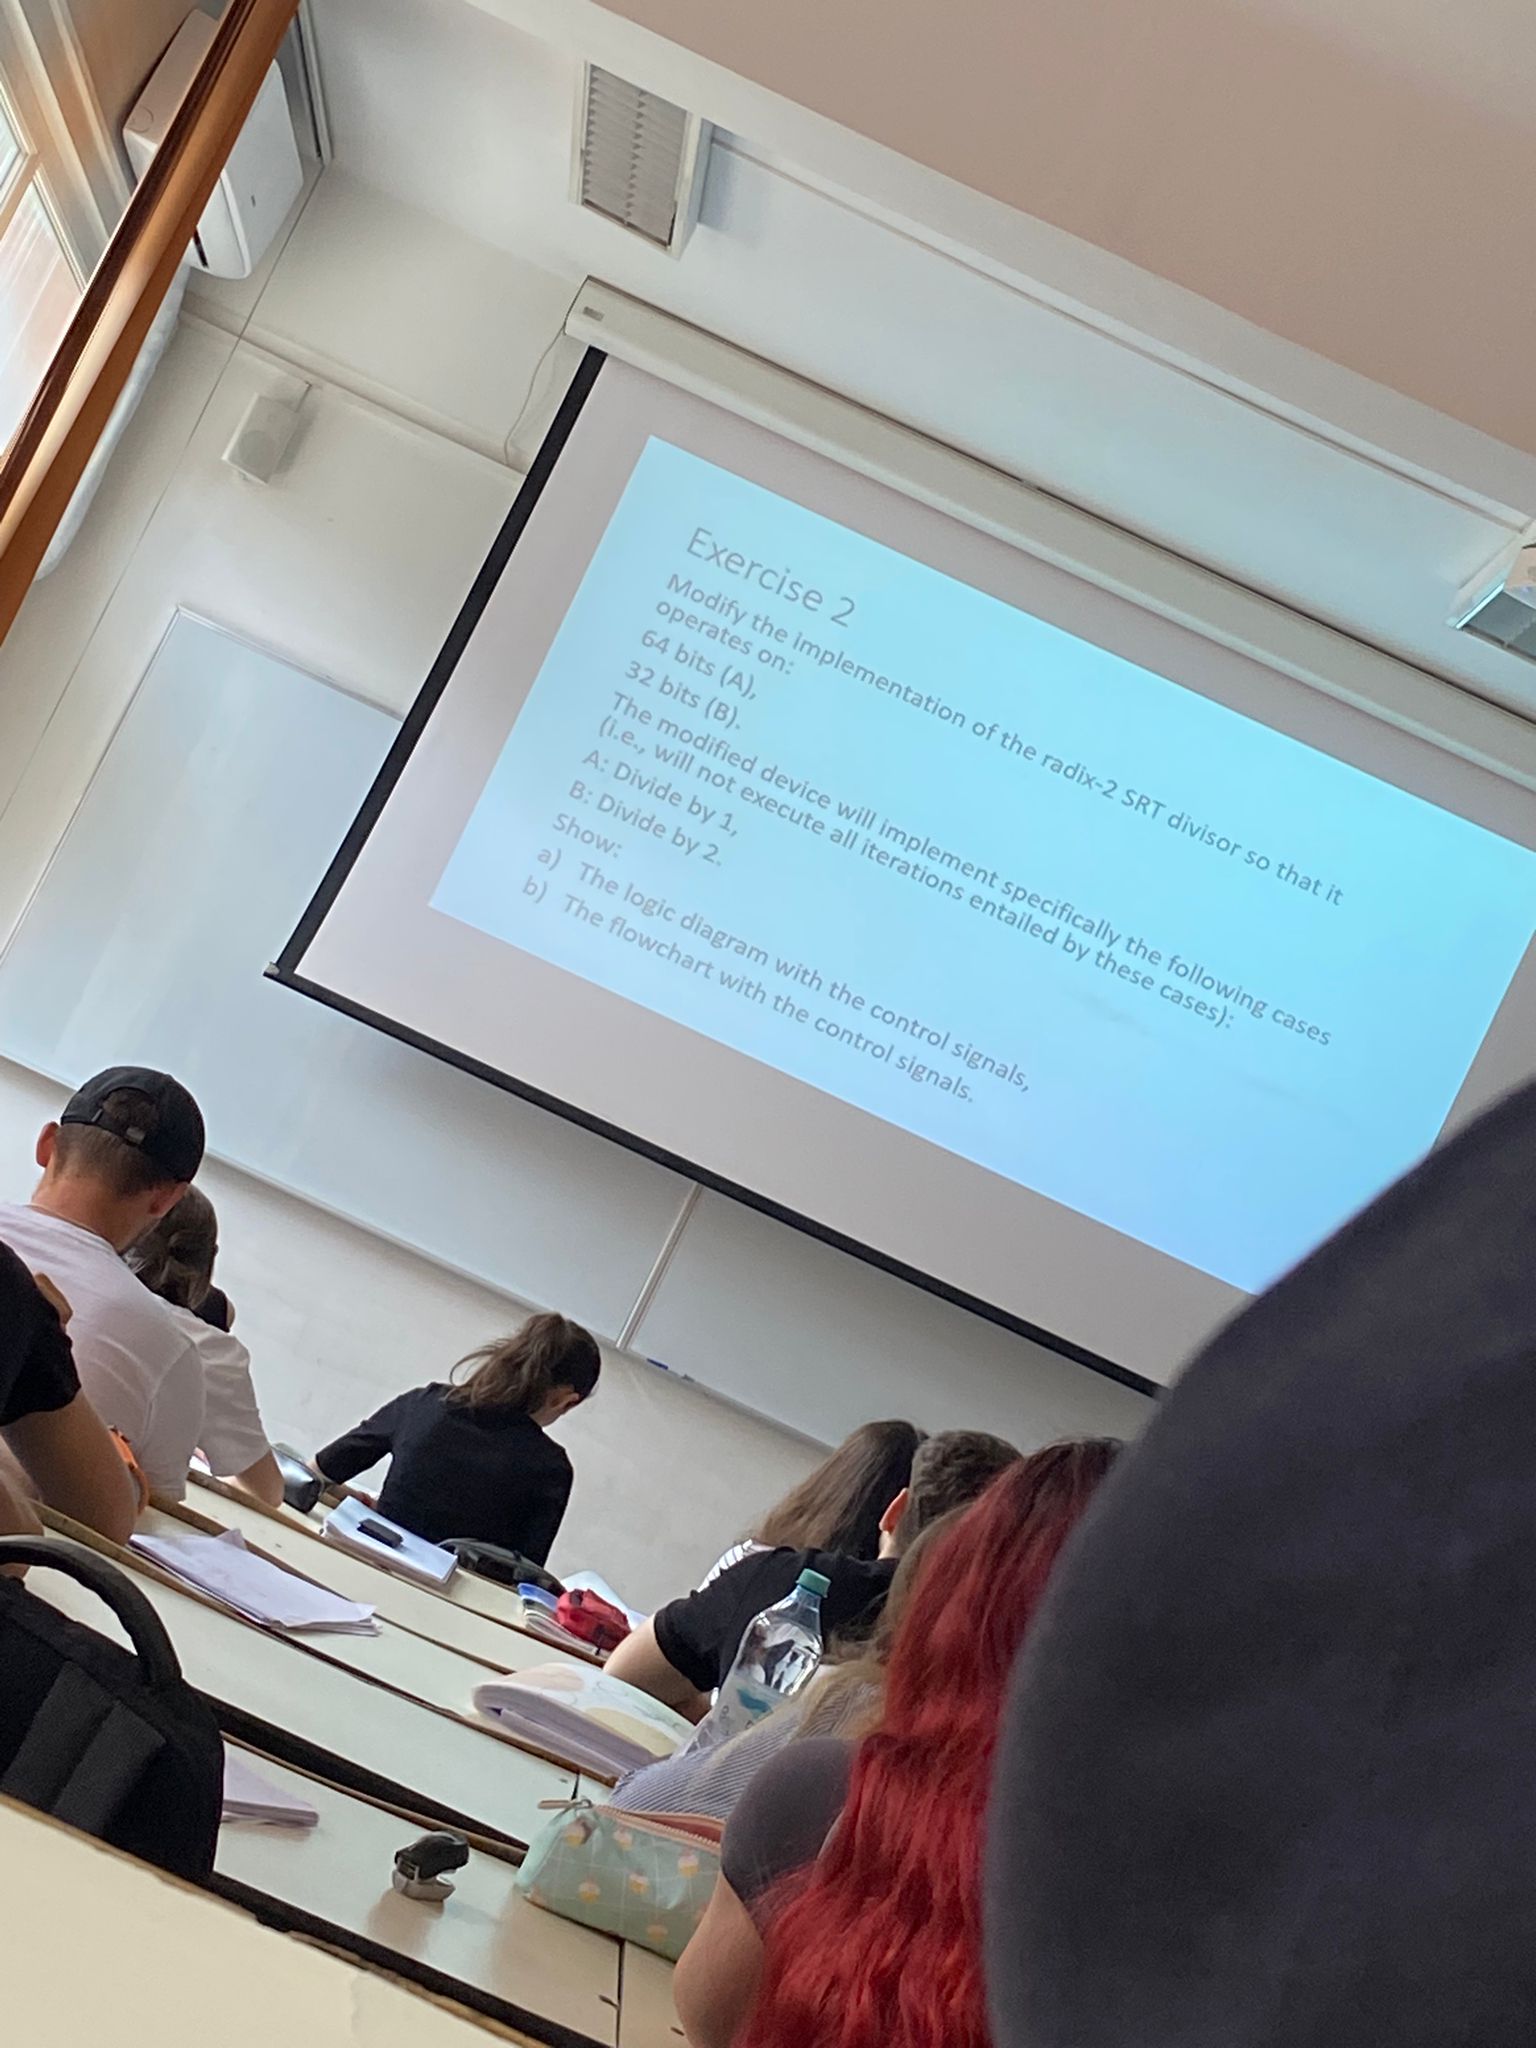 Exercise 2
Modify the implementation of the radix-2 SRT divisor so that it
operates on:
64 bits (A),
32 bits (B).
The modified device will implement specifically the following cases
(i.e., will not execute all iterations entailed by these cases):
A: Divide by 1,
B: Divide by 2.
Show:
a) The logic diagram with the control signals,
b) The flowchart with the control signals.